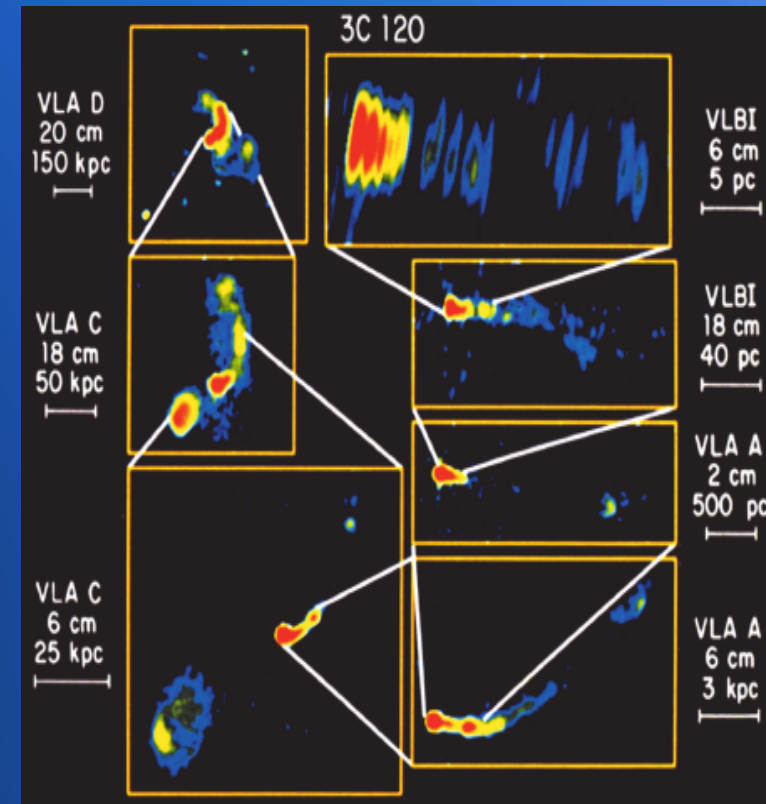 3C 120
VLA D
20 cm
150 kpc
VLBI
6 cm
5 pc
VLA C
18 cm
50 kpc
VLBI
18 cm
40 pc
VLA A
2 cm
500 pc
VLA C
6 cm
25 kpc
VLA A
6 cm
3 kpc